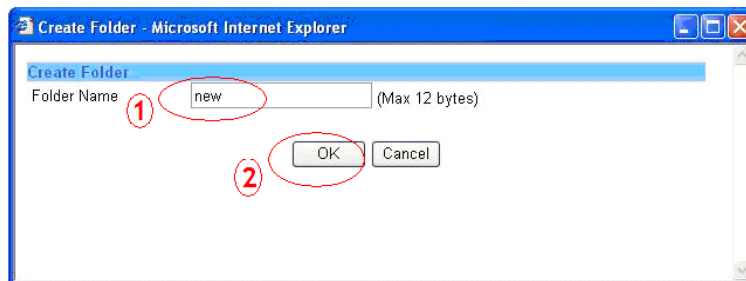 Create Folder - Microsoft Internet Explorer
Create Folder
Folder Name new (Max 12 bytes)
1
OK Cancel
2